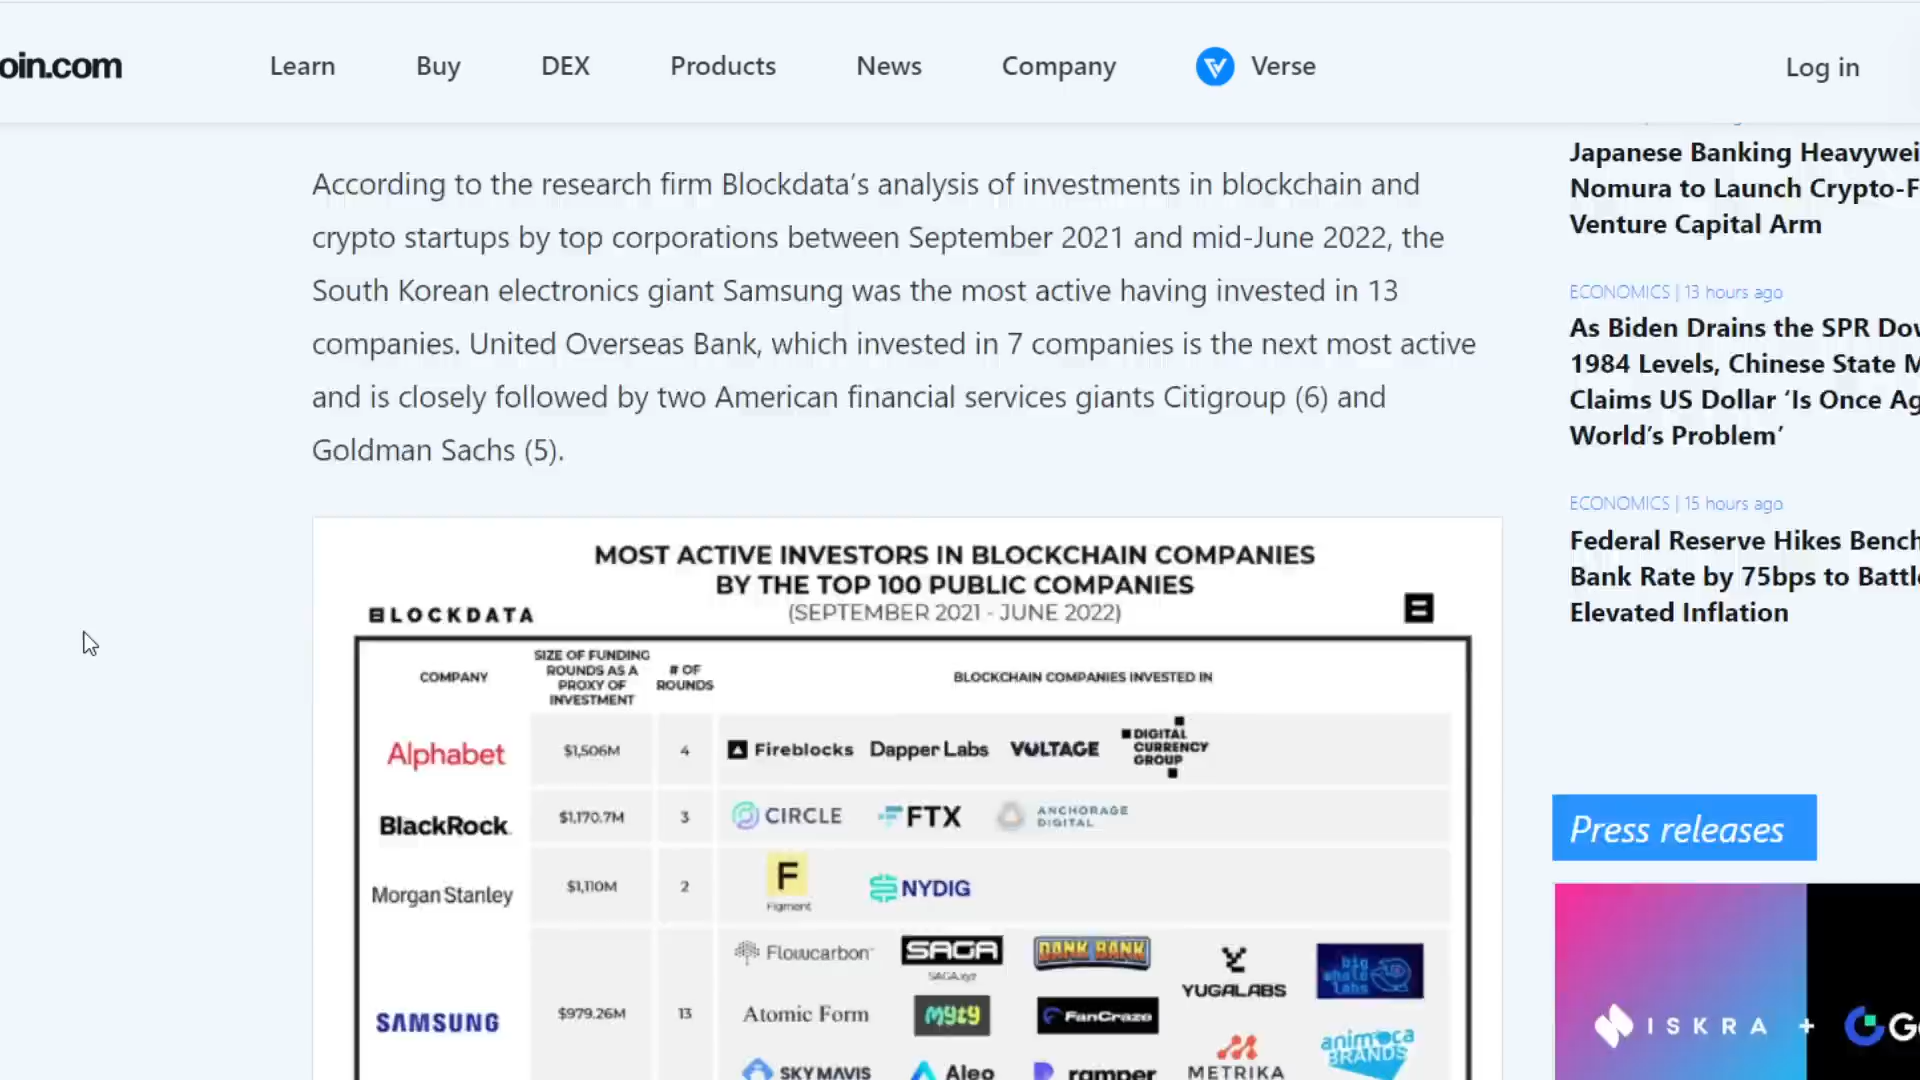 oin.com
Learn
Buy
DEX
Products
News
Company
Verse
Log in
According to the research firm Blockdata’s analysis of investments in blockchain and
crypto startups by top corporations between September 2021 and mid-June 2022, the
South Korean electronics giant Samsung was the most active having invested in 13
companies. United Overseas Bank, which invested in 7 companies is the next most active
and is closely followed by two American financial services giants Citigroup (6) and
Goldman Sachs (5).
MOST ACTIVE INVESTORS IN BLOCKCHAIN COMPANIES
BY THE TOP 100 PUBLIC COMPANIES
(SEPTEMBER 2021 - JUNE 2022)
BLOCKDATA
COMPANY
SIZE OF FUNDING
ROUNDS AS A
PROXY OF
INVESTMENT
# OF
ROUNDS
BLOCKCHAIN COMPANIES INVESTED IN
Alphabet
$1,506M
4
Fireblocks
Dapper Labs
VOLTAGE
DIGITAL
CURRENCY
GROUP
BlackRock
$1,170.7M
3
CIRCLE
FTX
ANCHORAGE
DIGITAL
Morgan Stanley
$1,110M
2
F
Figment
NYDIG
SAMSUNG
$979.26M
13
Flowcarbon
SAGA
SAGA.xyz
DANK BANK
YUGALABS
big
whale
labs
Atomic Form
myty
FanCraze
METRIKA
animoca
BRANDS
SKY MAVIS
Aleo
ramper
Japanese Banking Heavywei
Nomura to Launch Crypto-F
Venture Capital Arm
ECONOMICS | 13 hours ago
As Biden Drains the SPR Dow
1984 Levels, Chinese State M
Claims US Dollar ‘Is Once Ag
World’s Problem’
ECONOMICS | 15 hours ago
Federal Reserve Hikes Bench
Bank Rate by 75bps to Battle
Elevated Inflation
Press releases
ISKRA +
G